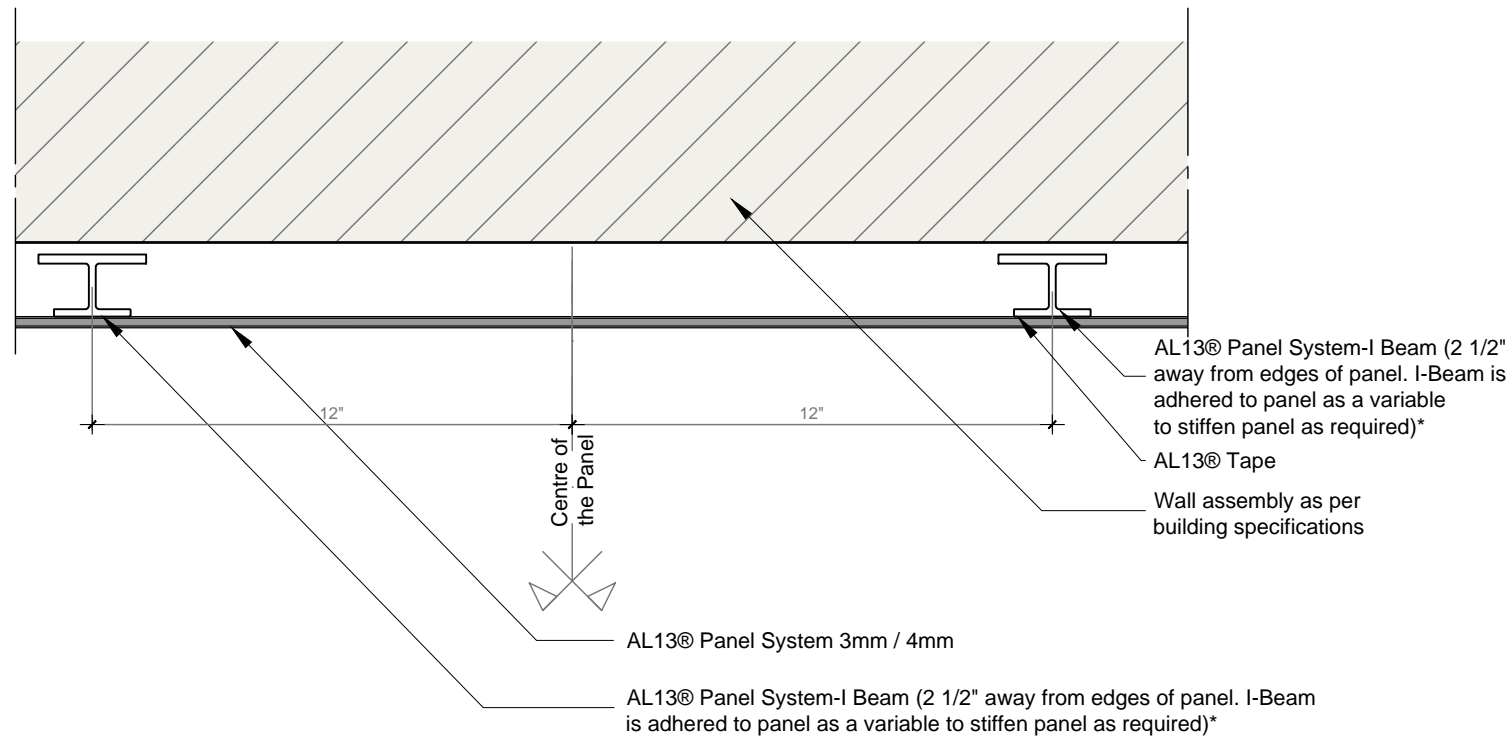 AL13® Panel System-I Beam (2 1/2"
away from edges of panel. I-Beam is
adhered to panel as a variable
to stiffen panel as required)*
AL13® Tape
Wall assembly as per
building specifications
12"
12"
Centre of
the Panel
AL13® Panel System 3mm / 4mm
AL13® Panel System-I Beam (2 1/2" away from edges of panel. I-Beam
is adhered to panel as a variable to stiffen panel as required)*